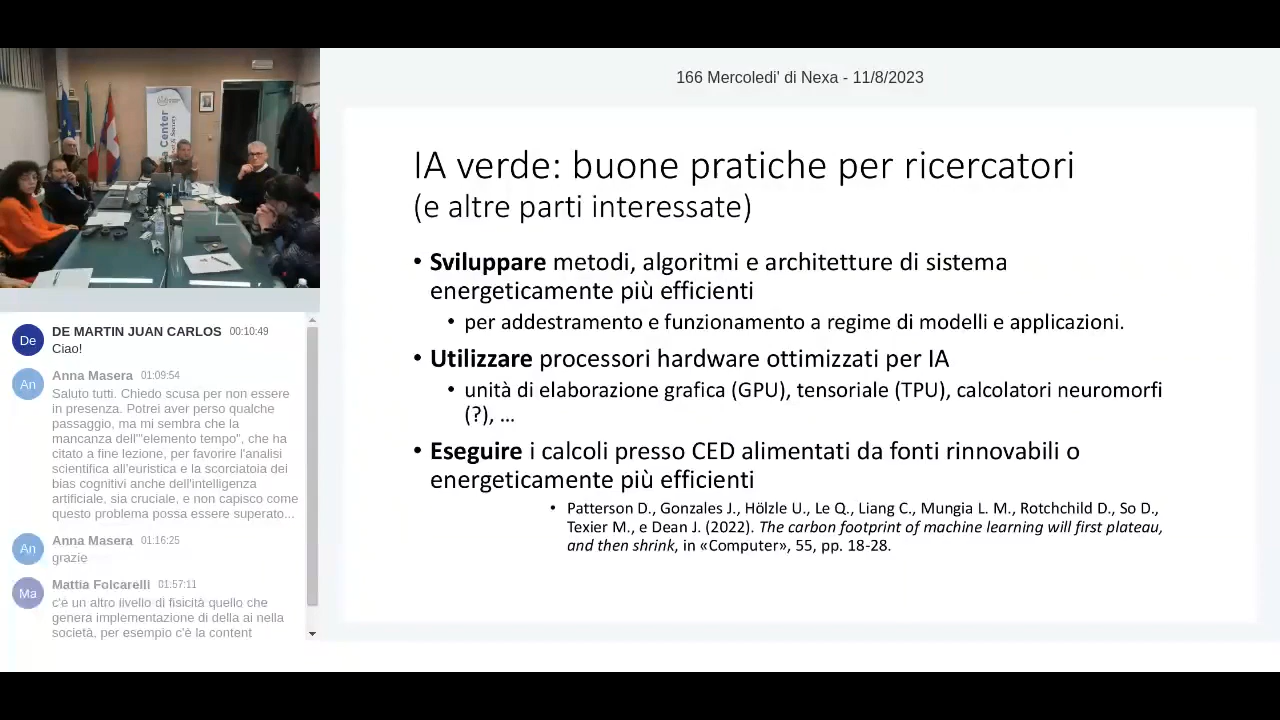 166 Mercoledi' di Nexa - 11/8/2023
IA verde: buone pratiche per ricercatori
(e altre parti interessate)
• Sviluppare metodi, algoritmi e architetture di sistema
energeticamente più efficienti
• per addestramento e funzionamento a regime di modelli e applicazioni.
• Utilizzare processori hardware ottimizzati per IA
• unità di elaborazione grafica (GPU), tensoriale (TPU), calcolatori neuromorfi
(?), ...
• Eseguire i calcoli presso CED alimentati da fonti rinnovabili o
energeticamente più efficienti
• Patterson D., Gonzales J., Hölzle U., Le Q., Liang C., Mungia L. M., Rotchchild D., So D.,
Texier M., e Dean J. (2022). The carbon footprint of machine learning will first plateau,
and then shrink, in «Computer», 55, pp. 18-28.
Center
De
DE MARTIN JUAN CARLOS 00:10:49
Ciao!
An
Anna Masera 01:09:54
Saluto tutti. Chiedo scusa per non essere
in presenza. Potrei aver perso qualche
passaggio, ma mi sembra che la
mancanza dell'"elemento tempo", che ha
citato a fine lezione, per favorire l'analisi
scientifica all'euristica e la scorciatoia dei
bias cognitivi anche dell'intelligenza
artificiale, sia cruciale, e non capisco come
questo problema possa essere superato...
An
Anna Masera 01:16:25
grazie
Ma
Mattia Folcarelli 01:57:11
c'è un altro livello di fisicità quello che
genera implementazione di della ai nella
società, per esempio c'è la content